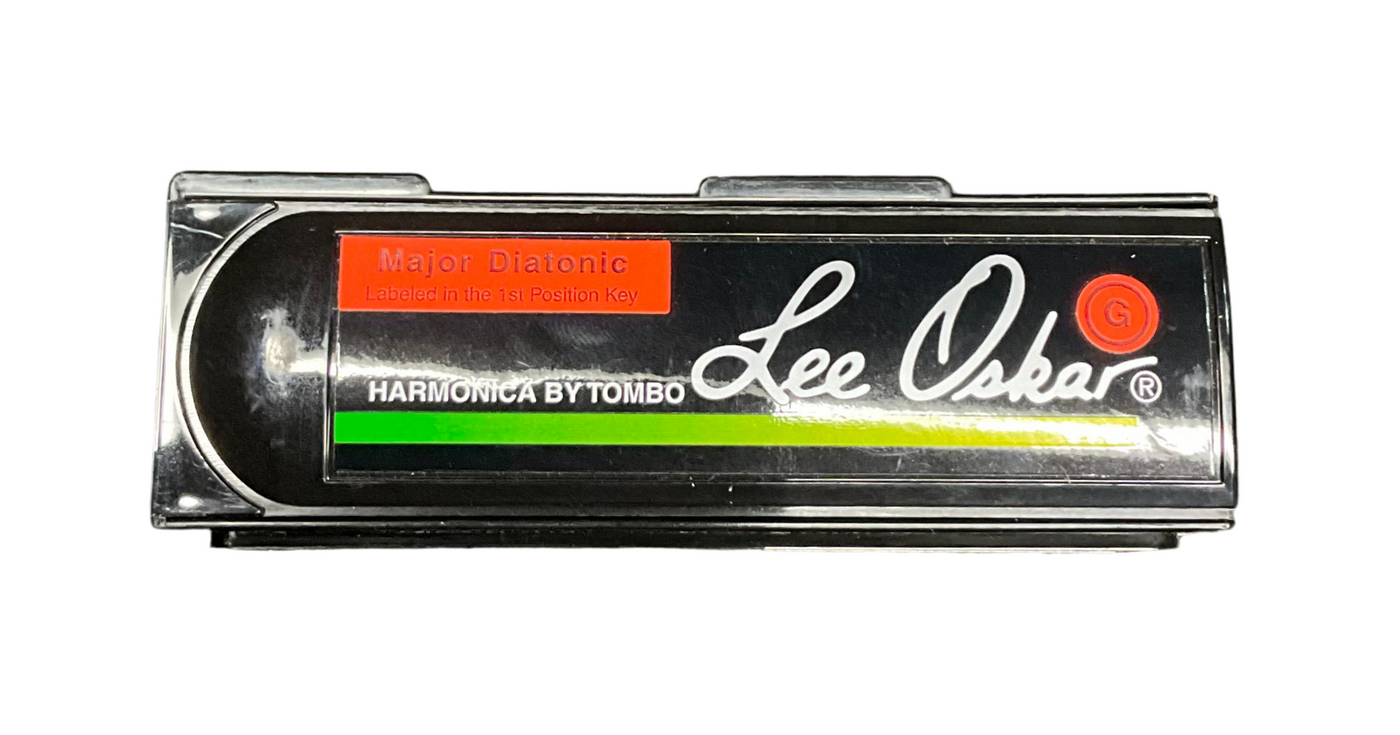 Major Diatonic
Labeled in the 1st Position Key
Lee Oskar®
G
HARMONICA BY TOMBO